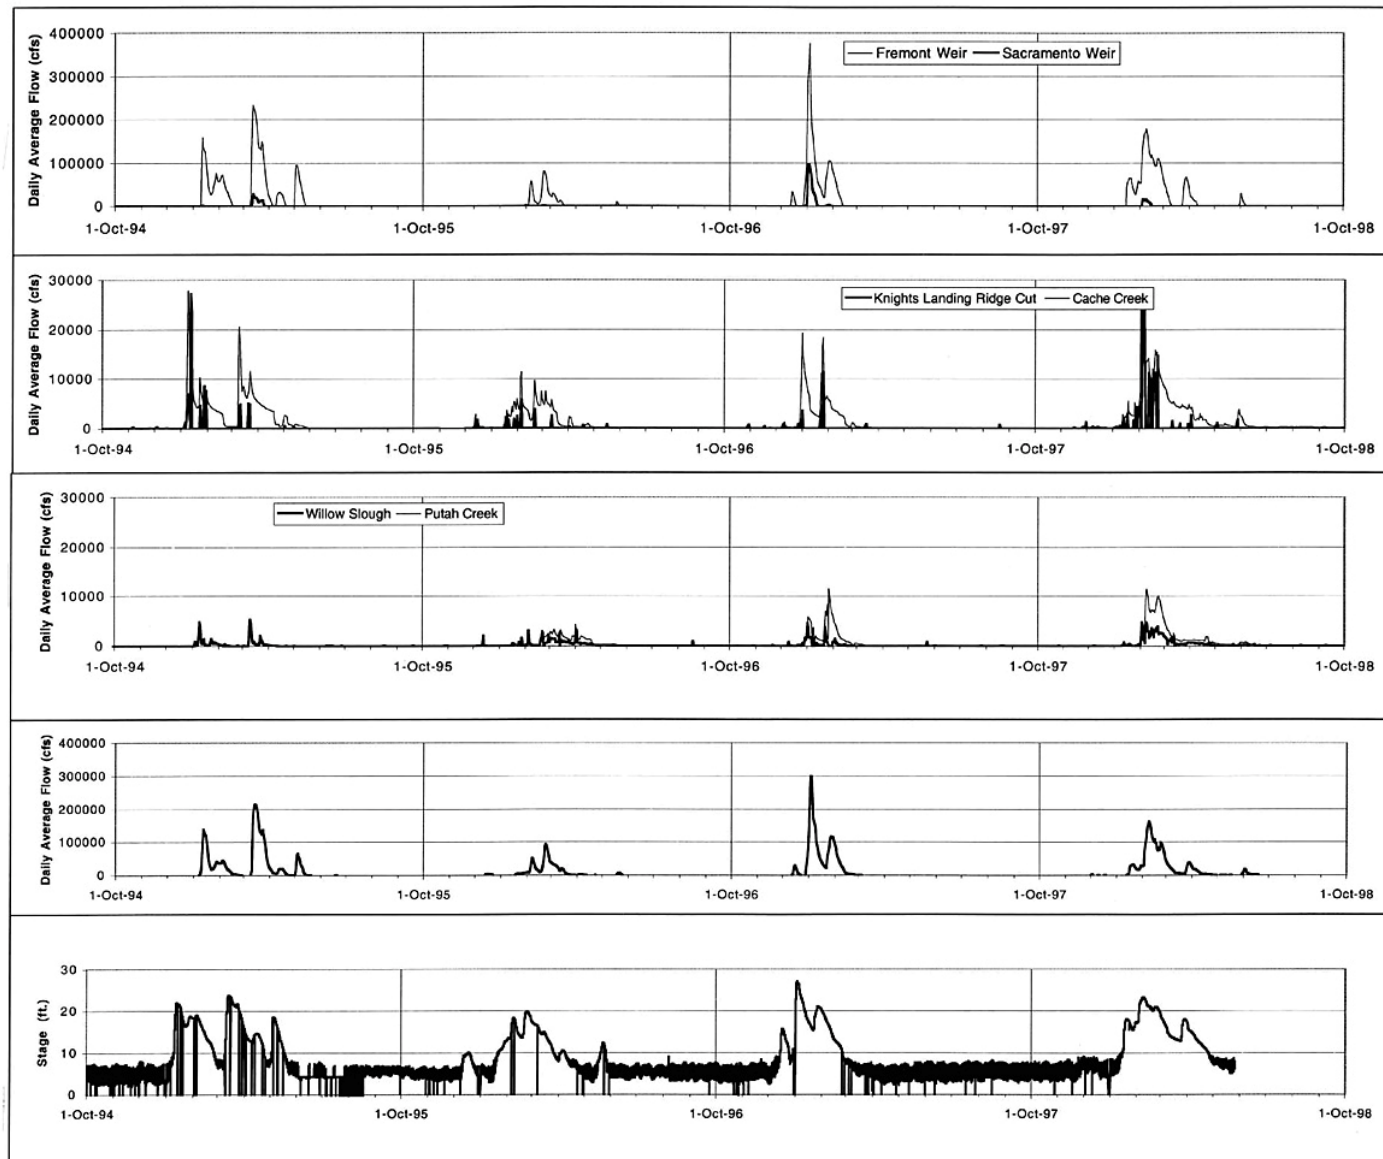 Daily Average Flow (cfs)
400000
300000
200000
100000
0
Fremont Weir Sacramento Weir
1-Oct-94 1-Oct-95 1-Oct-96 1-Oct-97 1-Oct-98
Daily Average Flow (cfs)
30000
20000
10000
0
Knights Landing Ridge Cut Cache Creek
1-Oct-94 1-Oct-95 1-Oct-96 1-Oct-97 1-Oct-98
Daily Average Flow (cfs)
30000
20000
10000
0
Willow Slough Putah Creek
1-Oct-94 1-Oct-95 1-Oct-96 1-Oct-97 1-Oct-98
Daily Average Flow (cfs)
400000
300000
200000
100000
0
1-Oct-94 1-Oct-95 1-Oct-96 1-Oct-97 1-Oct-98
Stage (ft.)
30
20
10
0
1-Oct-94 1-Oct-95 1-Oct-96 1-Oct-97 1-Oct-98